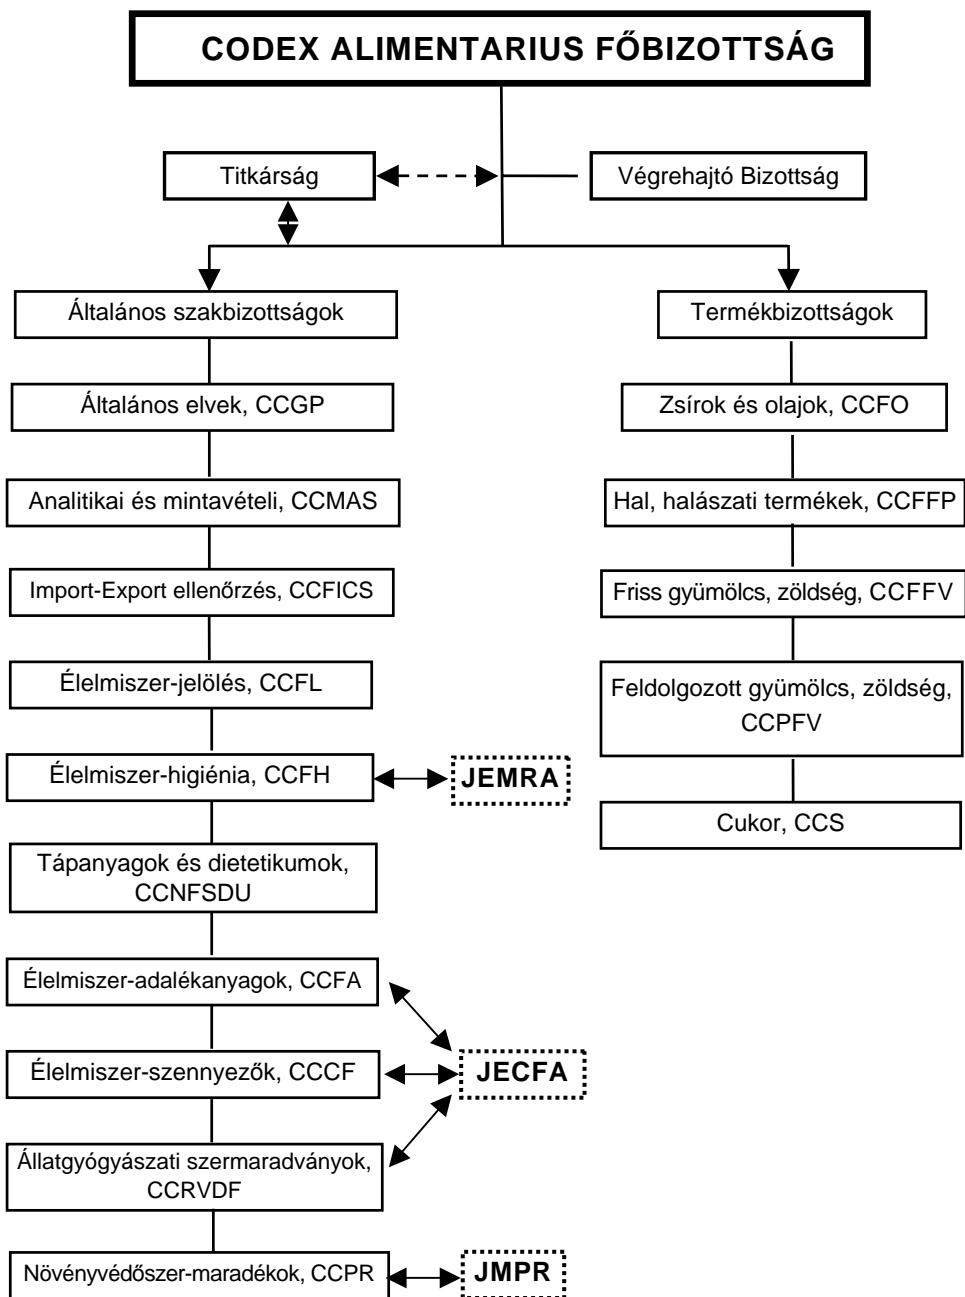 CODEX ALIMENTARIUS FŐBIZOTTSÁG
Titkárság
Végrehajtó Bizottság
Általános szakbizottságok
Általános elvek, CCGP
Analitikai és mintavételi, CCMAS
Import-Export ellenőrzés, CCFICS
Élelmiszer-jelölés, CCFL
Élelmiszer-higiénia, CCFH
JEMRA
Tápanyagok és dietetikumok,
CCNFSDU
Élelmiszer-adalékanyagok, CCFA
Élelmiszer-szennyezők, CCCF
JECFA
Állatgyógyászati szermaradványok,
CCRVDF
Növényvédőszer-maradékok, CCPR
JMPR
Termékbizottságok
Zsírok és olajok, CCFO
Hal, halászati termékek, CCFFP
Friss gyümölcs, zöldség, CCFFV
Feldolgozott gyümölcs, zöldség,
CCPFV
Cukor, CCS